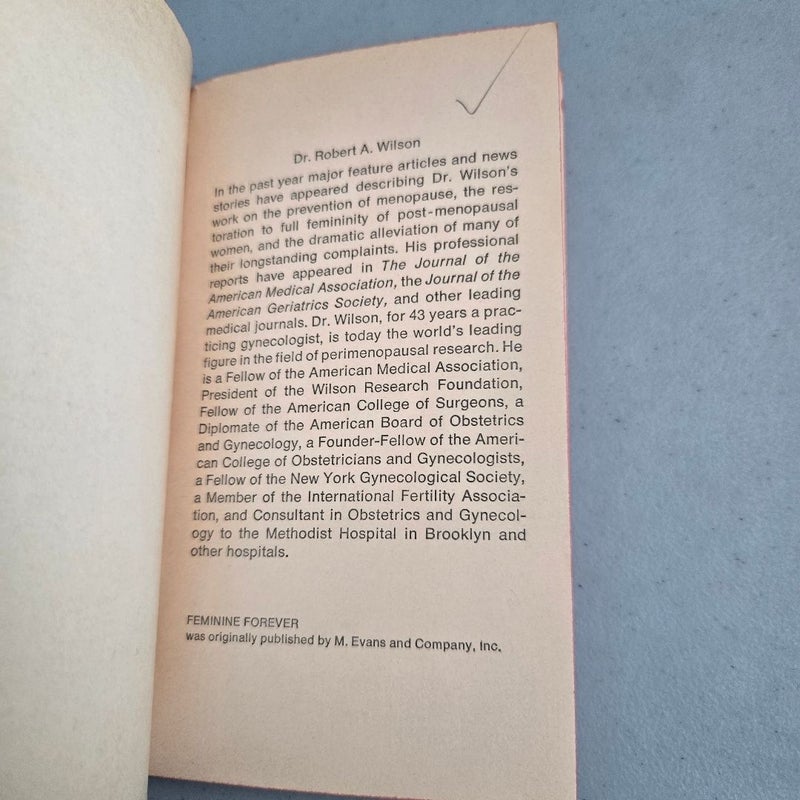 Dr. Robert A. Wilson
In the past year major feature articles and news
stories have appeared describing Dr. Wilson's
work on the prevention of menopause, the res-
toration to full femininity of post-menopausal
women, and the dramatic alleviation of many of
their longstanding complaints. His professional
reports have appeared in The Journal of the
American Medical Association, the Journal of the
American Geriatrics Society, and other leading
medical journals. Dr. Wilson, for 43 years a prac-
ticing gynecologist, is today the world's leading
figure in the field of perimenopausal research. He
is a Fellow of the American Medical Association,
President of the Wilson Research Foundation,
Fellow of the American College of Surgeons, a
Diplomate of the American Board of Obstetrics
and Gynecology, a Founder-Fellow of the Ameri-
can College of Obstetricians and Gynecologists,
a Fellow of the New York Gynecological Society,
a Member of the International Fertility Associa-
tion, and Consultant in Obstetrics and Gynecol-
ogy to the Methodist Hospital in Brooklyn and
other hospitals.
FEMININE FOREVER
was originally published by M. Evans and Company, Inc.